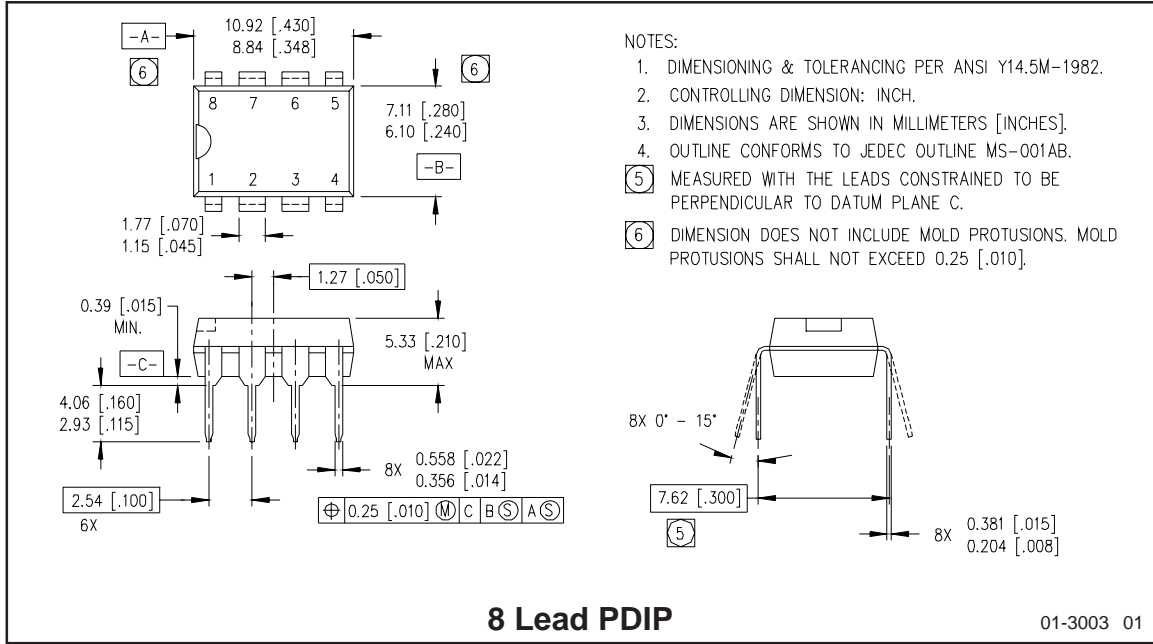 -A-
10.92 [.430]
8.84 [.348]
6
6
8 7 6 5
7.11 [.280]
6.10 [.240]
-B-
1 2 3 4
1.77 [.070]
1.15 [.045]
1.27 [.050]
0.39 [.015]
MIN.
5.33 [.210]
MAX
-C-
4.06 [.160]
2.93 [.115]
8X 0.558 [.022]
0.356 [.014]
2.54 [.100]
6X
⌖ 0.25 [.010] Ⓜ C B Ⓢ A Ⓢ
NOTES:
1. DIMENSIONING & TOLERANCING PER ANSI Y14.5M-1982.
2. CONTROLLING DIMENSION: INCH.
3. DIMENSIONS ARE SHOWN IN MILLIMETERS [INCHES].
4. OUTLINE CONFORMS TO JEDEC OUTLINE MS-001AB.
5 MEASURED WITH THE LEADS CONSTRAINED TO BE
PERPENDICULAR TO DATUM PLANE C.
6 DIMENSION DOES NOT INCLUDE MOLD PROTUSIONS. MOLD
PROTUSIONS SHALL NOT EXCEED 0.25 [.010].
8X 0° - 15°
7.62 [.300]
5
8X 0.381 [.015]
0.204 [.008]
8 Lead PDIP
01-3003 01